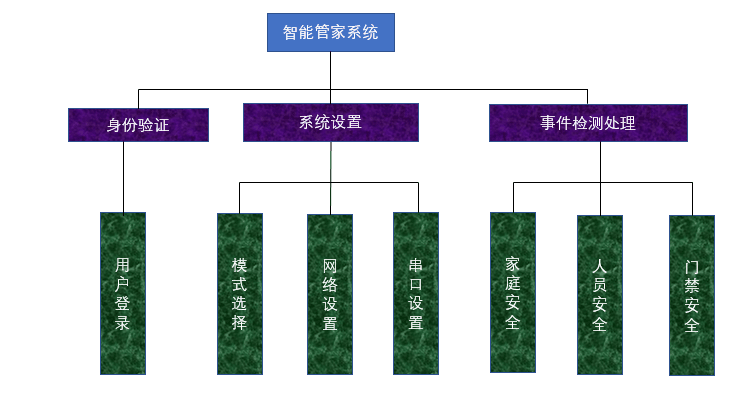 智能管家系统
身份验证
系统设置
事件检测处理
用户登录
模式选择
网络设置
串口设置
家庭安全
人员安全
门禁安全